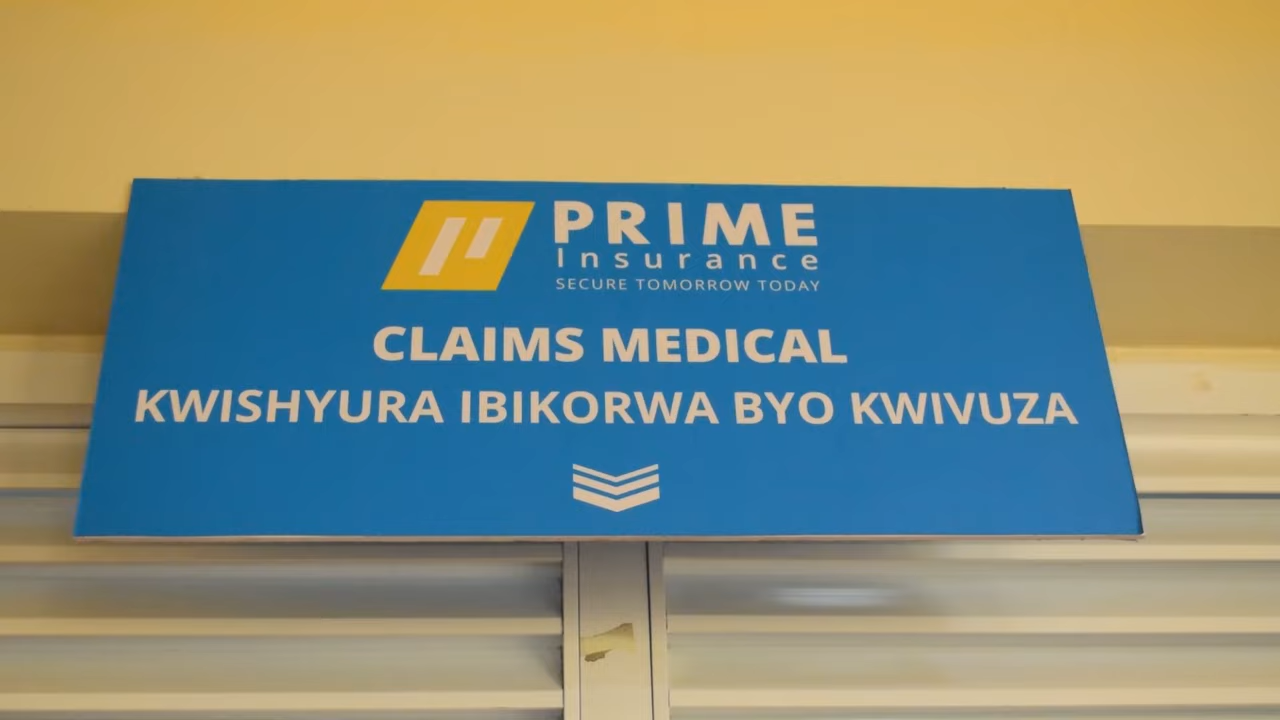 PRIME
Insurance
SECURE TOMORROW TODAY
CLAIMS MEDICAL
KWISHYURA IBIKORWA BYO KWIVUZA